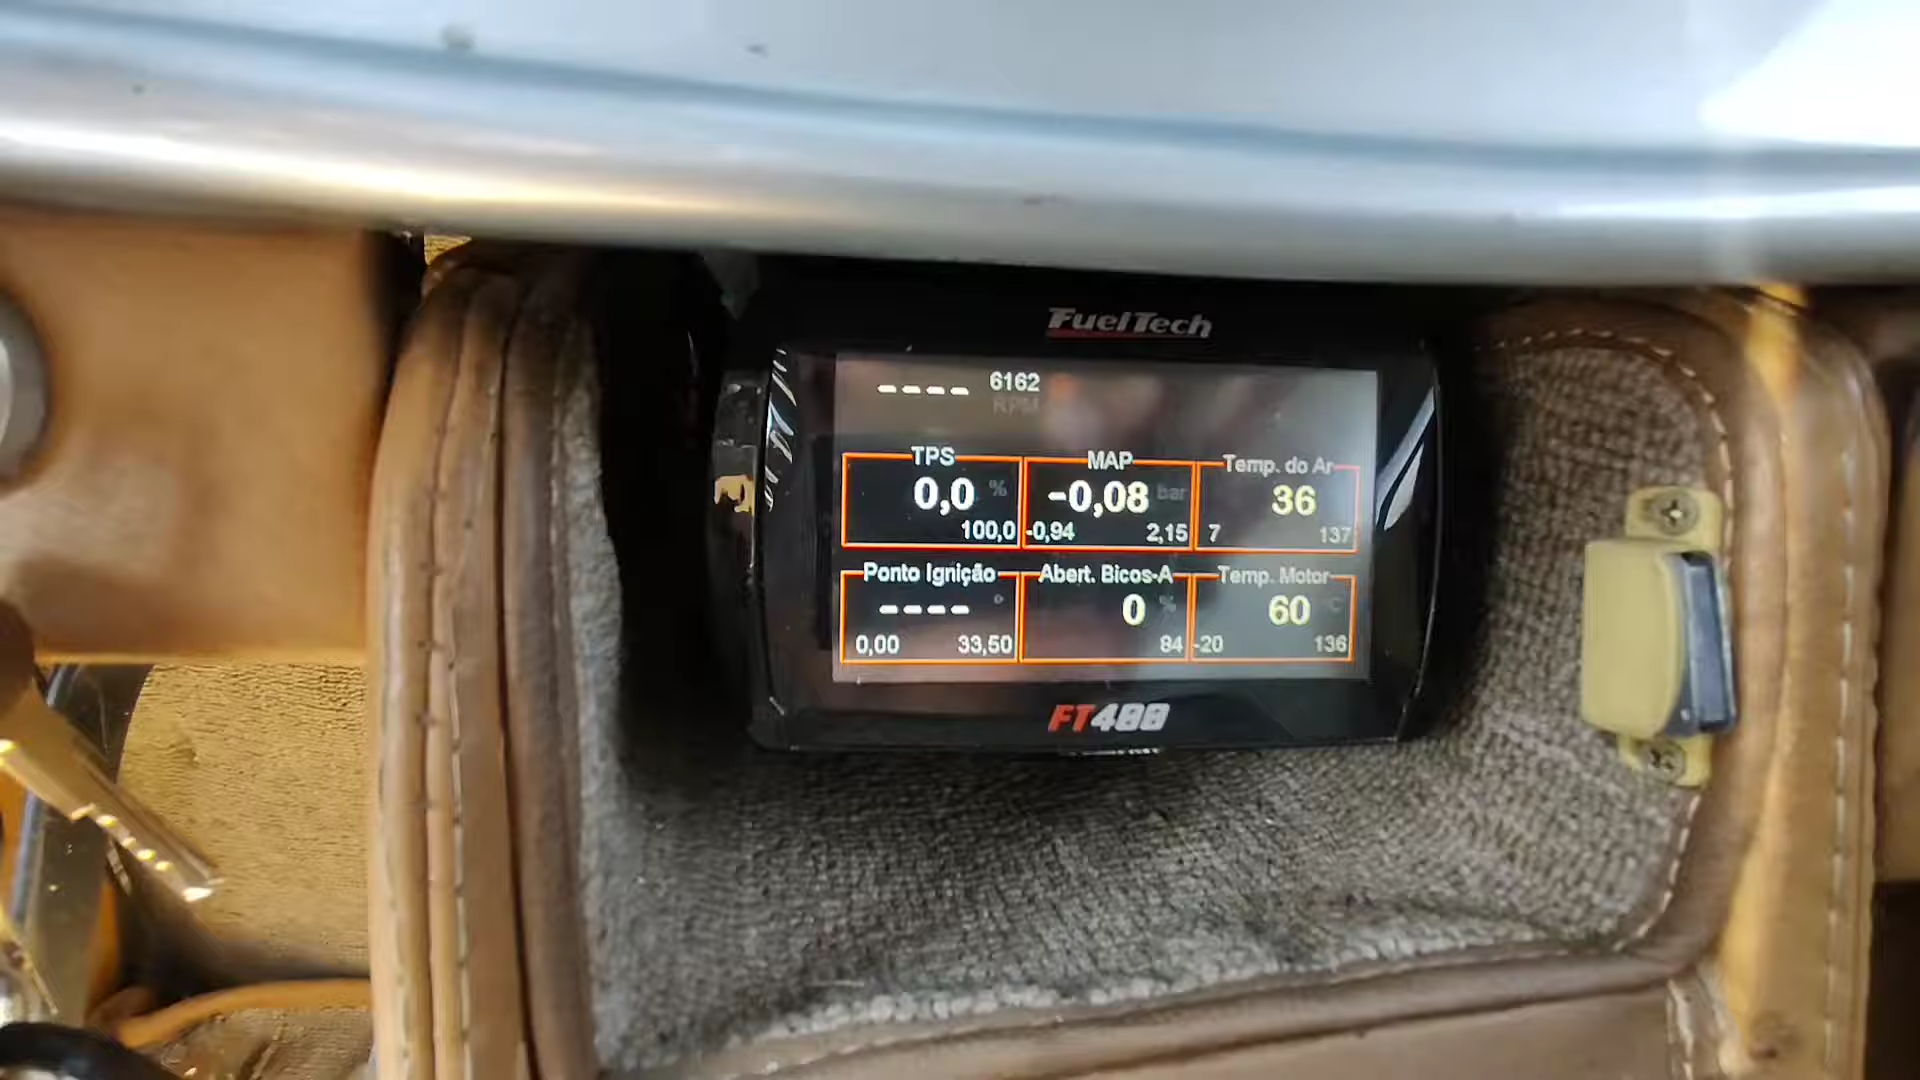 FuelTech
---- 6162
RPM
TPS MAP Temp. do Ar
0,0 % -0,08 bar 36
100,0 -0,94 2,15 7 137
Ponto Ignição Abert. Bicos-A Temp. Motor
---- ° 0 % 60 °C
0,00 33,50 84 -20 136
FT400